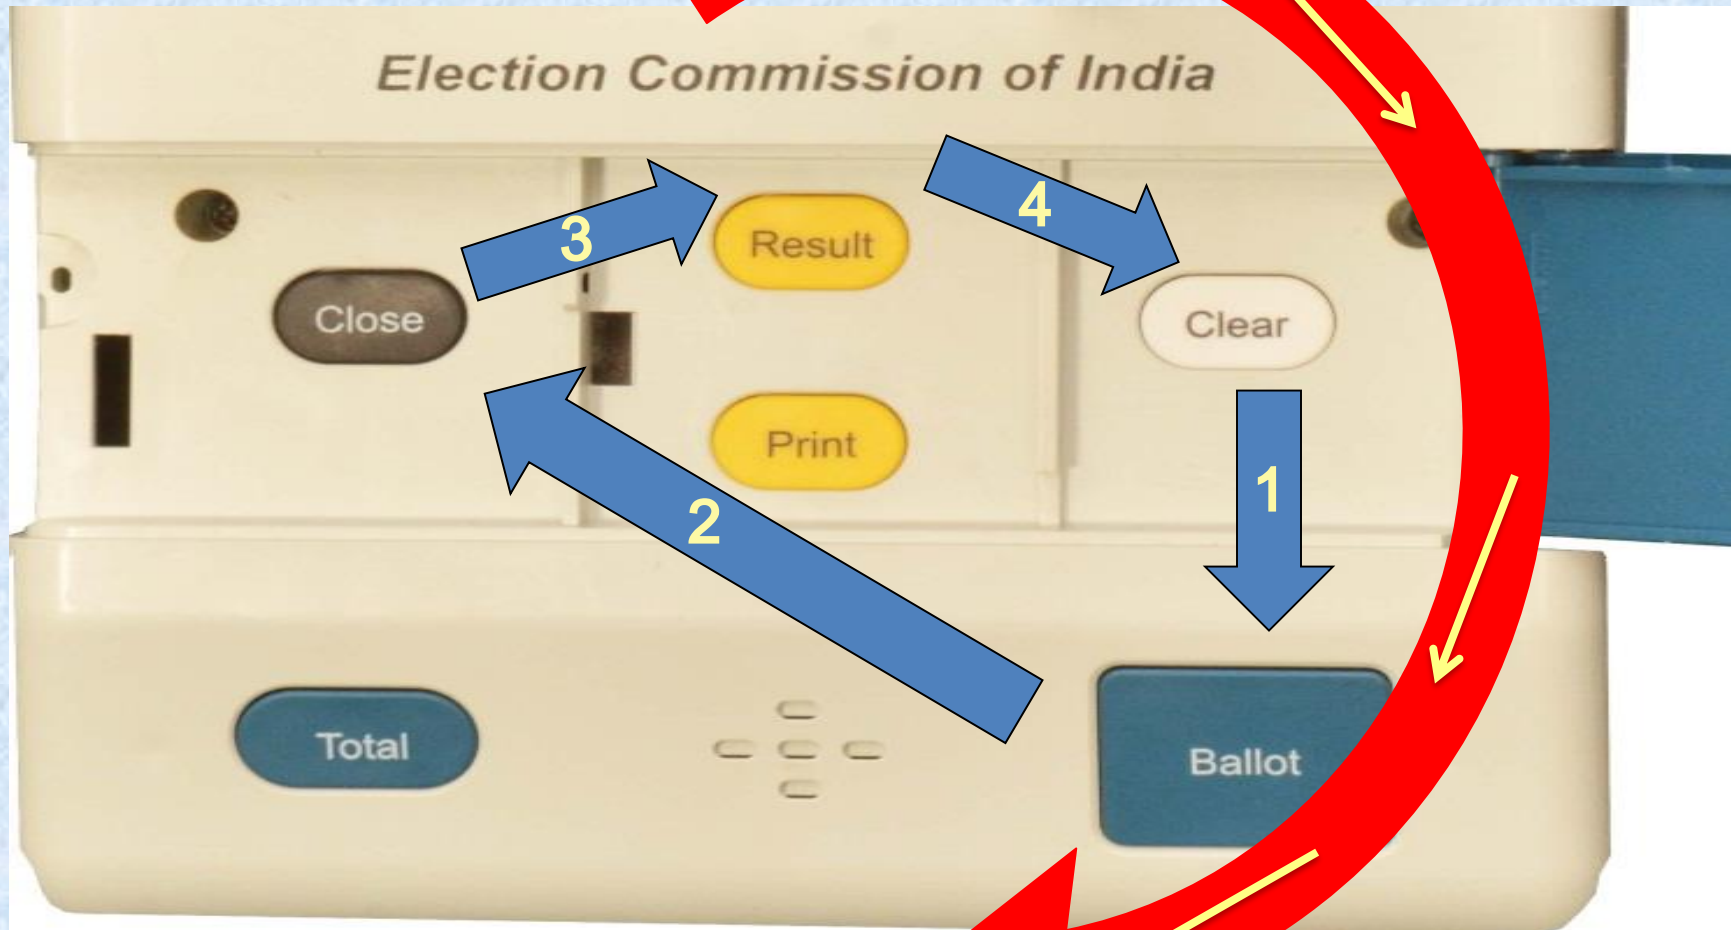 Election Commission of India
3
4
Result
Close
Clear
Print
1
2
Total
Ballot